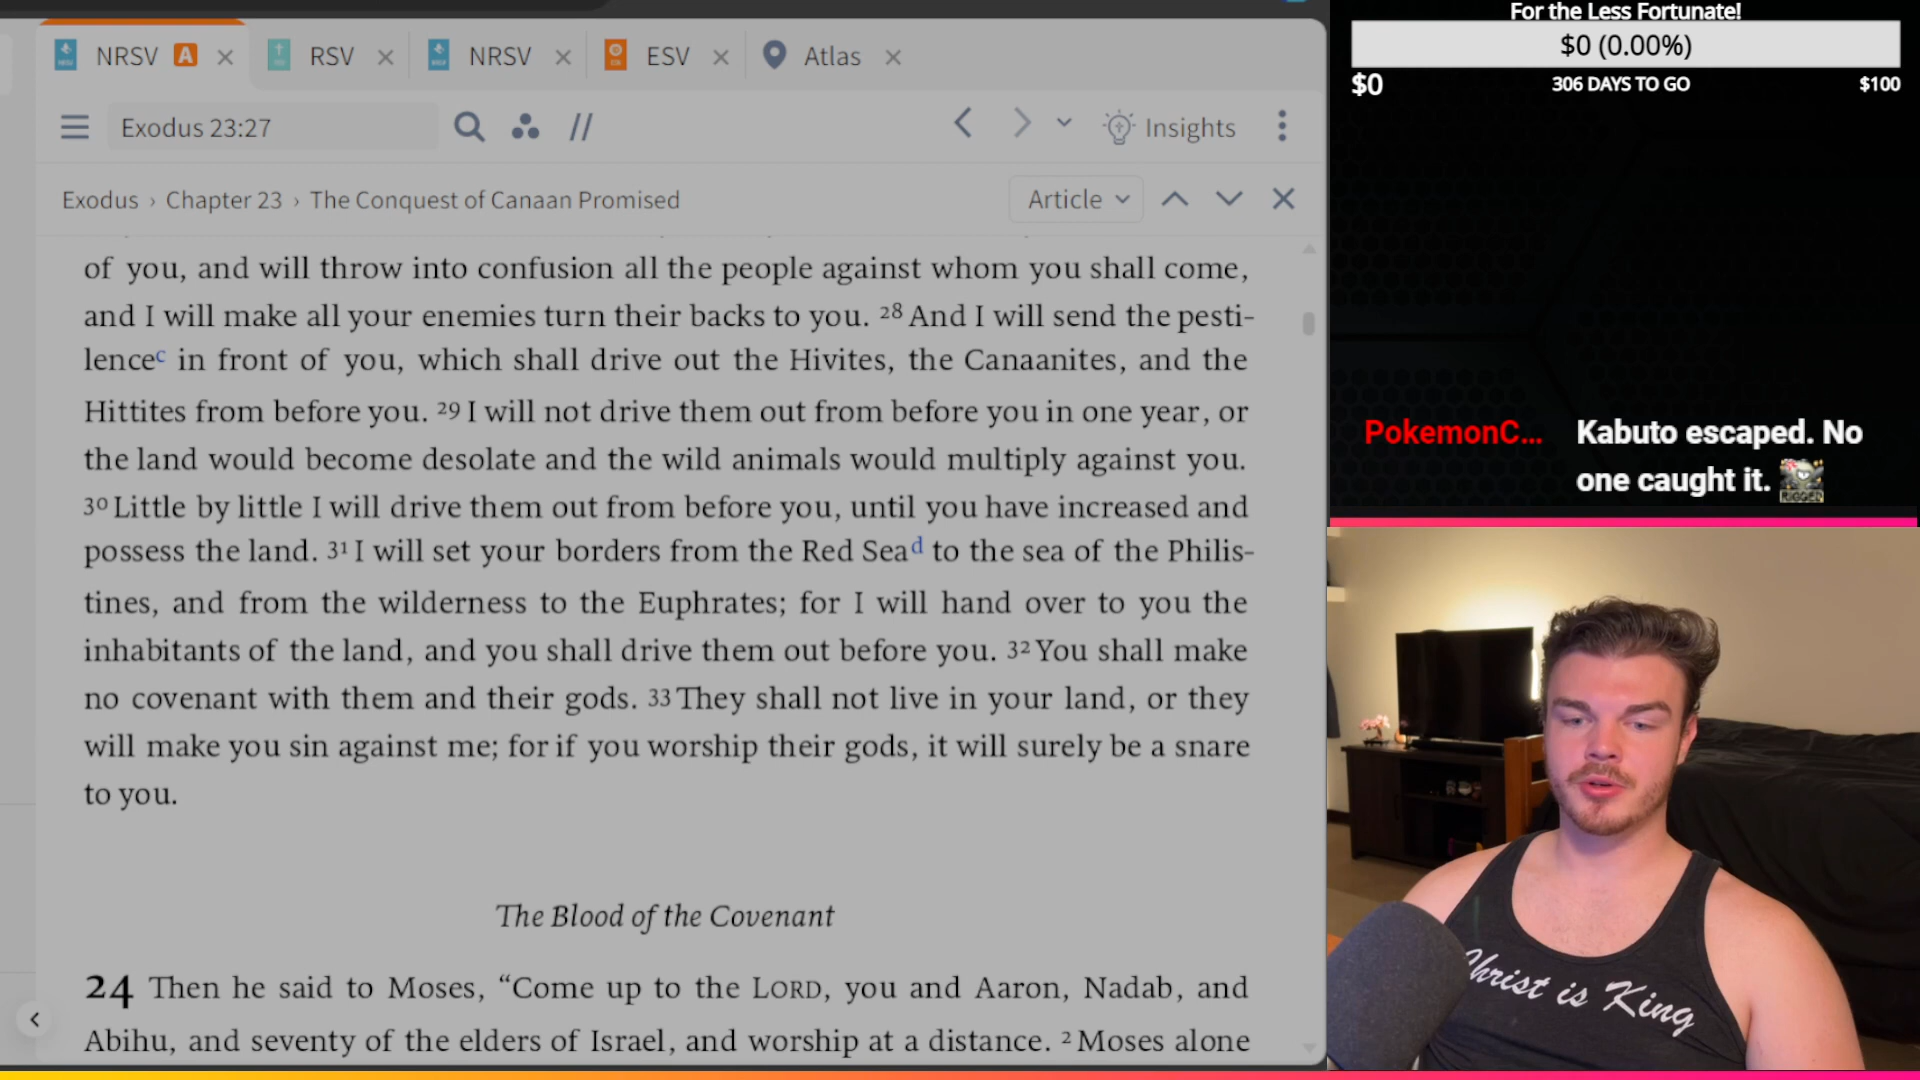 NRSV A
RSV
NRSV
ESV
Atlas
Exodus 23:27
Insights
Exodus › Chapter 23 › The Conquest of Canaan Promised
Article
of you, and will throw into confusion all the people against whom you shall come,
and I will make all your enemies turn their backs to you. 28 And I will send the pesti-
lencec in front of you, which shall drive out the Hivites, the Canaanites, and the
Hittites from before you. 29 I will not drive them out from before you in one year, or
the land would become desolate and the wild animals would multiply against you.
30 Little by little I will drive them out from before you, until you have increased and
possess the land. 31 I will set your borders from the Red Sead to the sea of the Philis-
tines, and from the wilderness to the Euphrates; for I will hand over to you the
inhabitants of the land, and you shall drive them out before you. 32 You shall make
no covenant with them and their gods. 33 They shall not live in your land, or they
will make you sin against me; for if you worship their gods, it will surely be a snare
to you.
The Blood of the Covenant
24 Then he said to Moses, “Come up to the LORD, you and Aaron, Nadab, and
Abihu, and seventy of the elders of Israel, and worship at a distance. 2 Moses alone
For the Less Fortunate!
$0 (0.00%)
$0
306 DAYS TO GO
$100
PokemonC...
Kabuto escaped. No
one caught it.
RIGGED
Christ is King